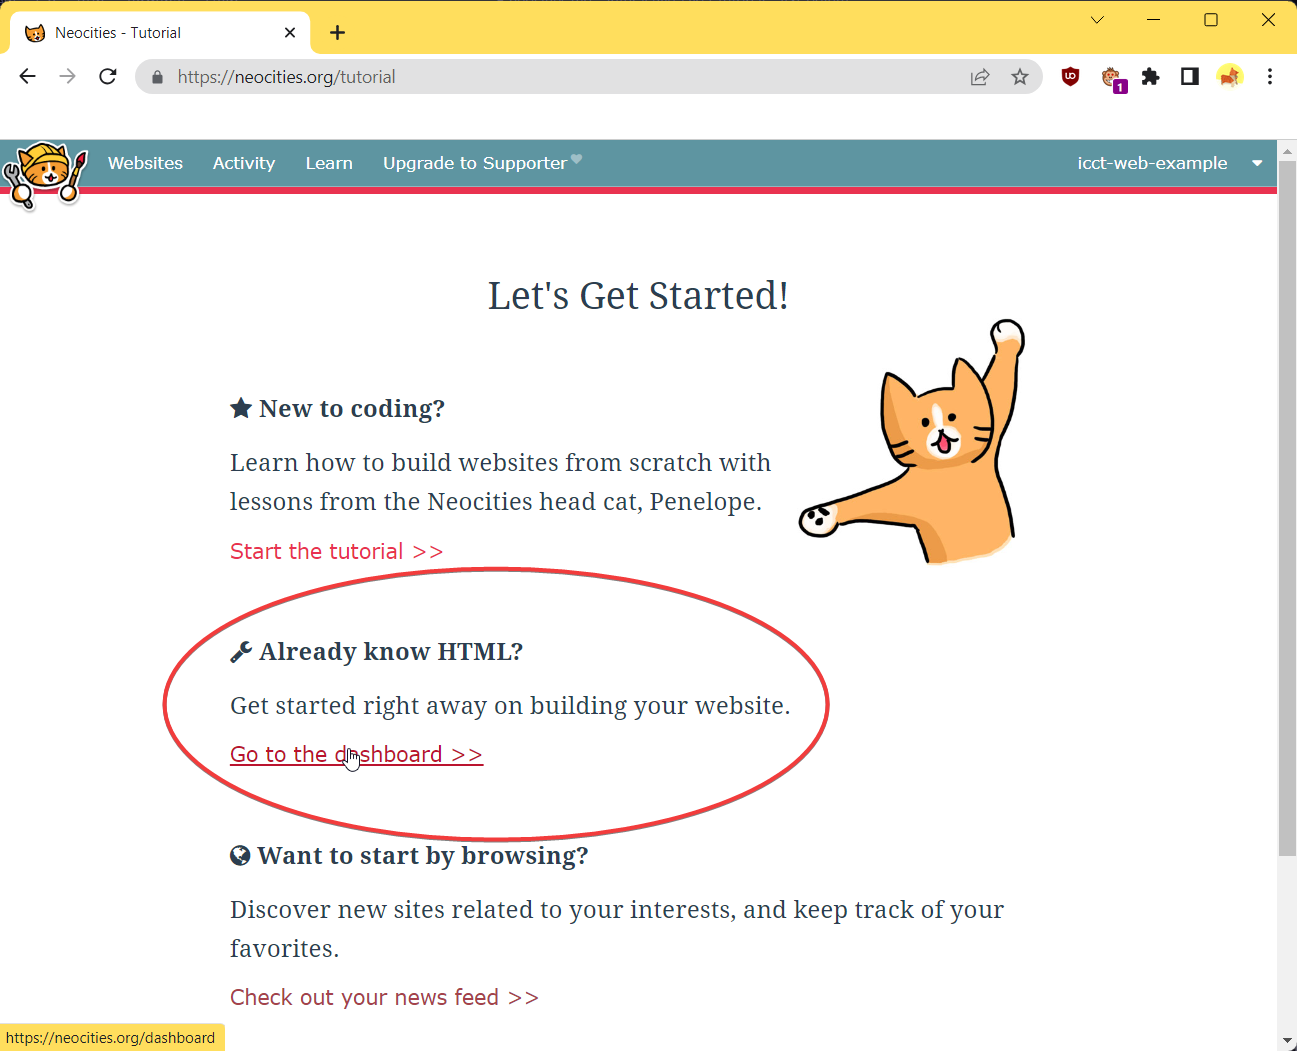 Neocities - Tutorial
https://neocities.org/tutorial
1
Websites Activity Learn Upgrade to Supporter icct-web-example
Let's Get Started!
New to coding?
Learn how to build websites from scratch with
lessons from the Neocities head cat, Penelope.
Start the tutorial >>
Already know HTML?
Get started right away on building your website.
Go to the dashboard >>
Want to start by browsing?
Discover new sites related to your interests, and keep track of your
favorites.
Check out your news feed >>
https://neocities.org/dashboard